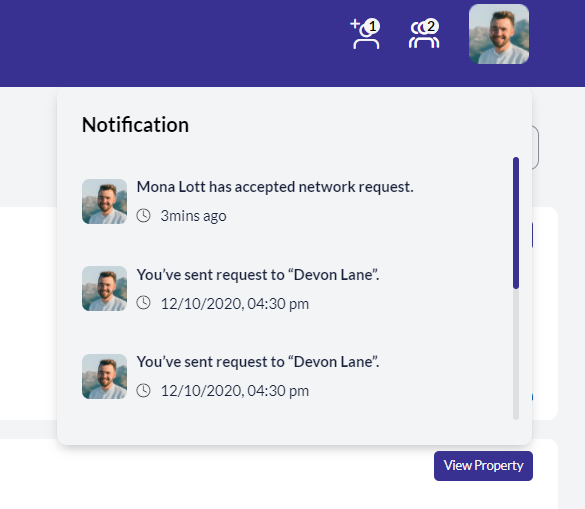 1
2
Notification
Mona Lott has accepted network request.
3mins ago
You’ve sent request to “Devon Lane”.
12/10/2020, 04:30 pm
You’ve sent request to “Devon Lane”.
12/10/2020, 04:30 pm
View Property